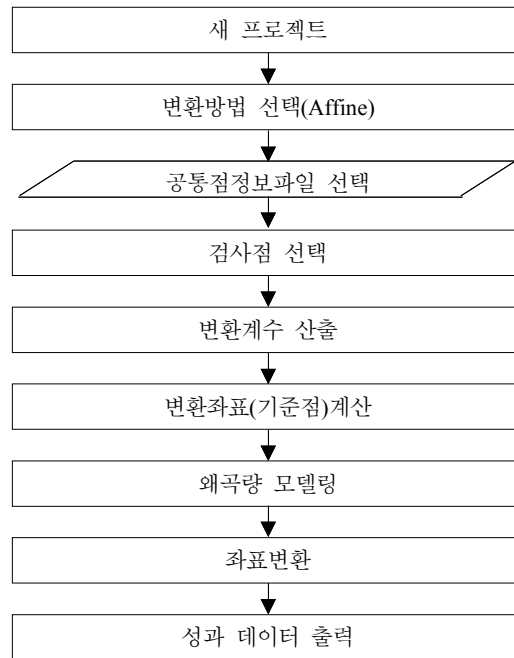 새 프로젝트
변환방법 선택(Affine)
공통점정보파일 선택
검사점 선택
변환계수 산출
변환좌표(기준점)계산
왜곡량 모델링
좌표변환
성과 데이터 출력